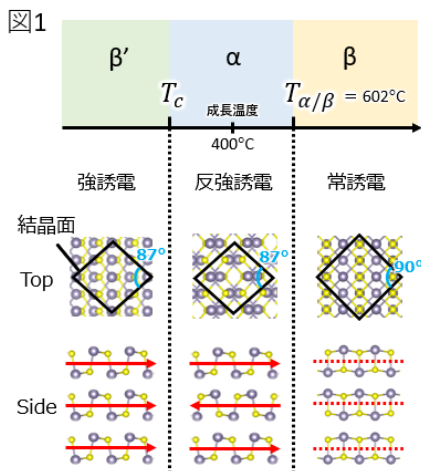 図1
β’
α
β
Tc
成長温度
Tα/β = 602°C
400°C
強誘電
反強誘電
常誘電
結晶面
87°
87°
90°
Top
Side